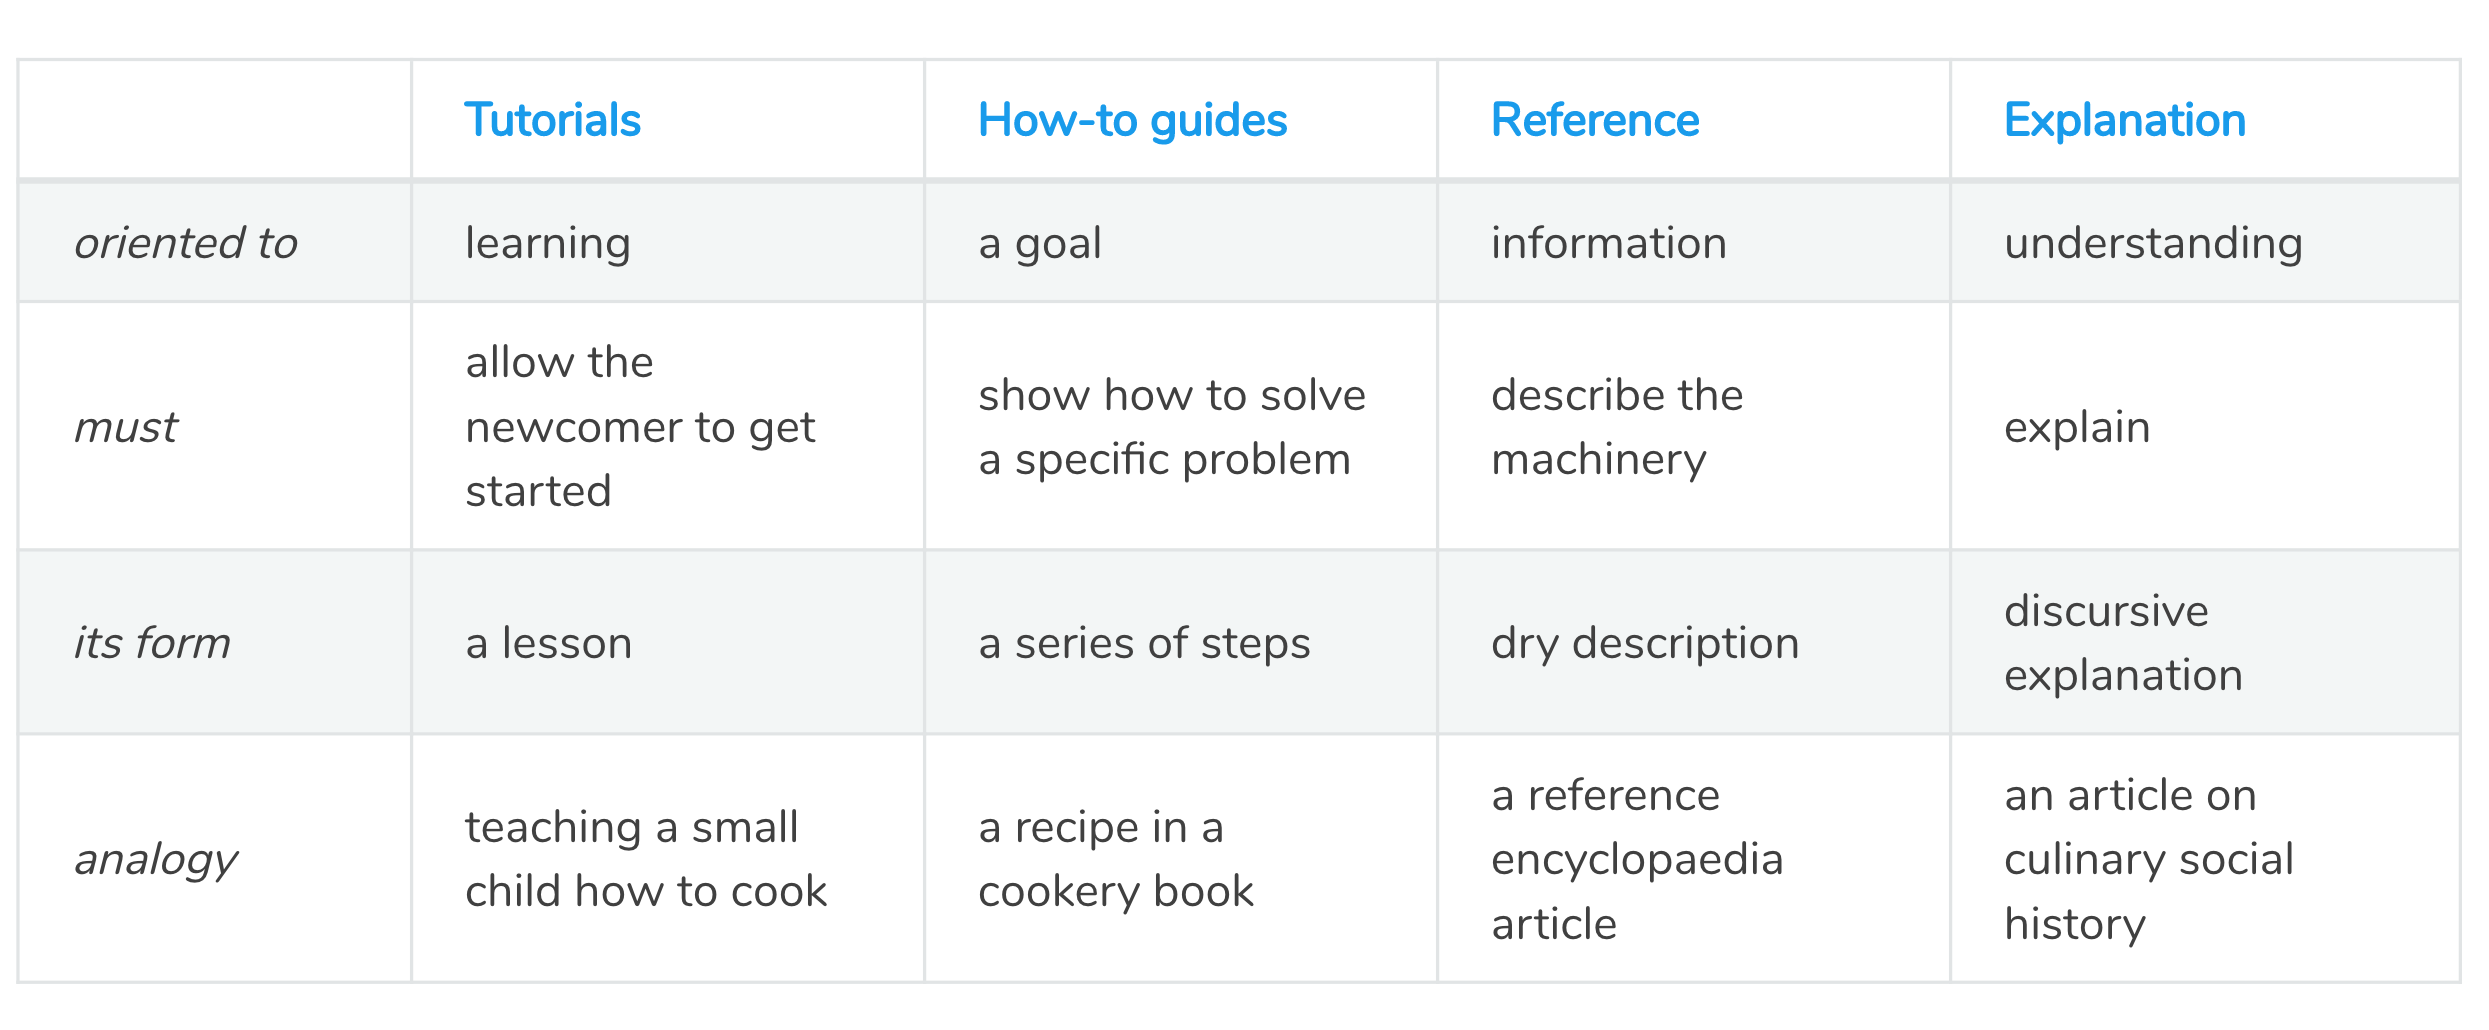 Tutorials
How-to guides
Reference
Explanation
oriented to
learning
a goal
information
understanding
must
allow the
newcomer to get
started
show how to solve
a specific problem
describe the
machinery
explain
its form
a lesson
a series of steps
dry description
discursive
explanation
analogy
teaching a small
child how to cook
a recipe in a
cookery book
a reference
encyclopaedia
article
an article on
culinary social
history